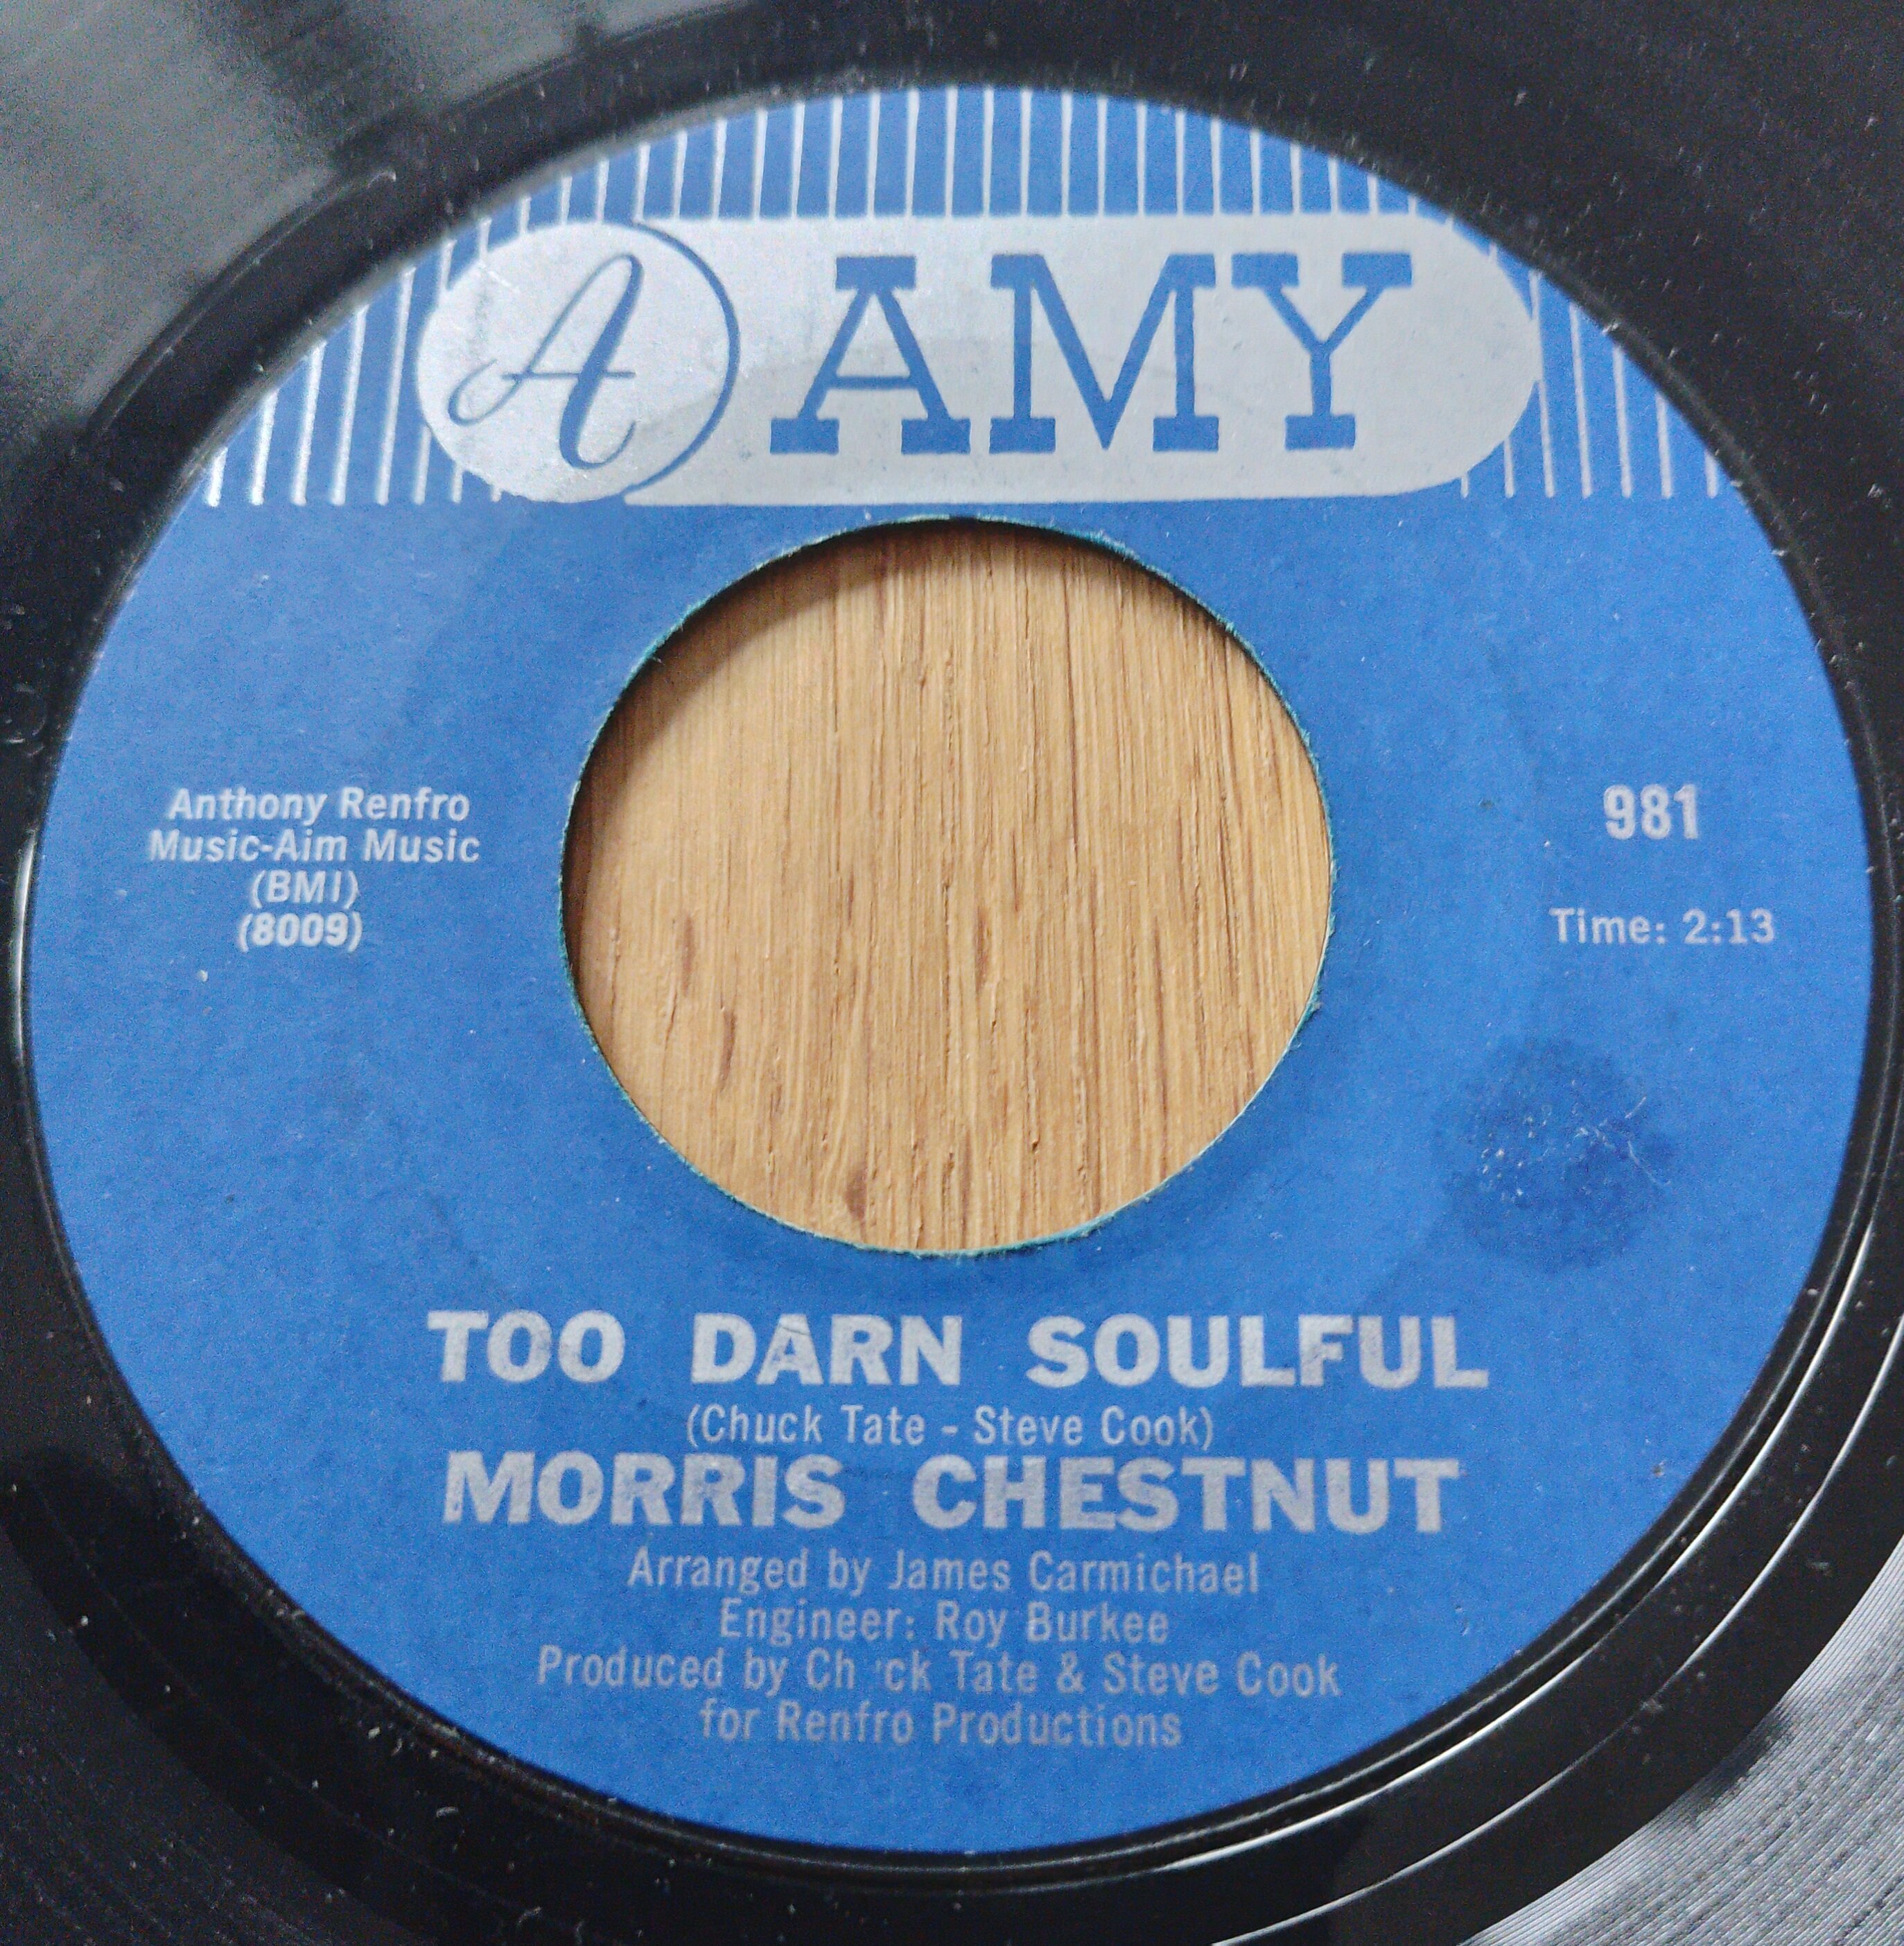 A AMY
Anthony Renfro
Music-Aim Music
(BMI)
(8009)
981
Time: 2:13
TOO DARN SOULFUL
(Chuck Tate - Steve Cook)
MORRIS CHESTNUT
Arranged by James Carmichael
Engineer: Roy Burkee
Produced by Ch ck Tate & Steve Cook
for Renfro Productions